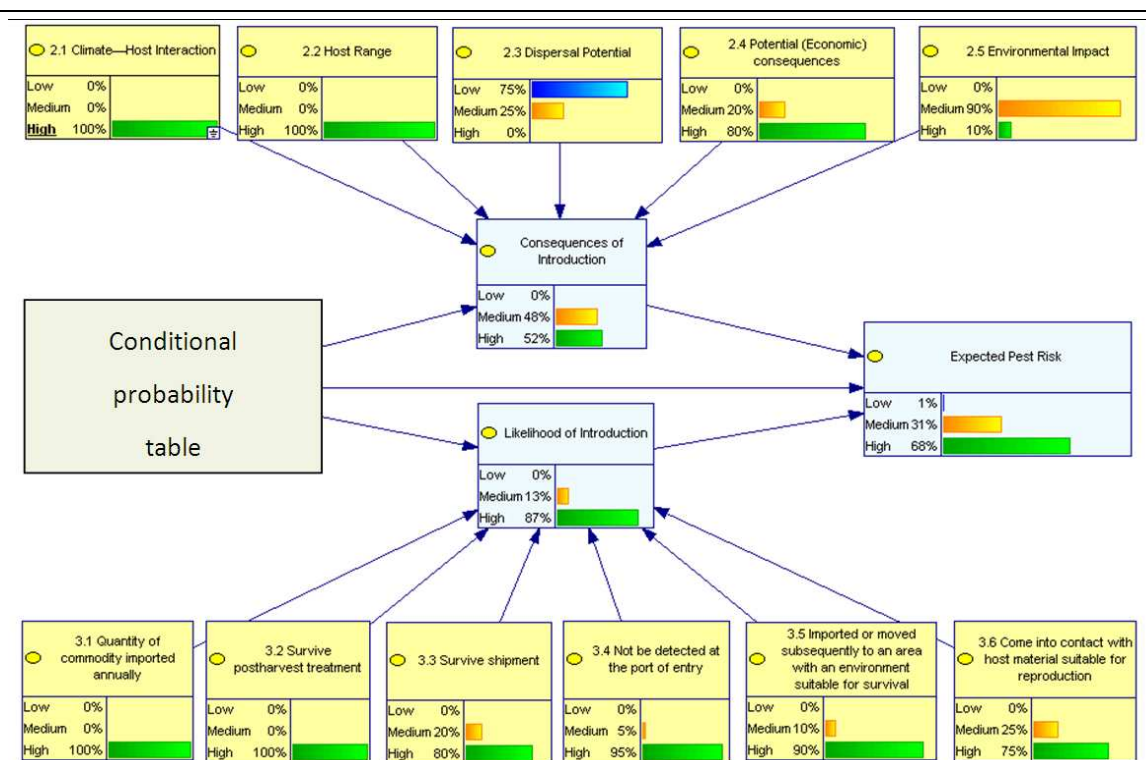 2.1 Climate—Host Interaction
Low 0%
Medium 0%
High 100%
2.2 Host Range
Low 0%
Medium 0%
High 100%
2.3 Dispersal Potential
Low 75%
Medium 25%
High 0%
2.4 Potential (Economic)
consequences
Low 0%
Medium 20%
High 80%
2.5 Environmental Impact
Low 0%
Medium 90%
High 10%
Consequences of
Introduction
Low 0%
Medium 48%
High 52%
Conditional
probability
table
Expected Pest Risk
Low 1%
Medium 31%
High 68%
Likelihood of Introduction
Low 0%
Medium 13%
High 87%
3.1 Quantity of
commodity imported
annually
Low 0%
Medium 0%
High 100%
3.2 Survive
postharvest treatment
Low 0%
Medium 0%
High 100%
3.3 Survive shipment
Low 0%
Medium 20%
High 80%
3.4 Not be detected at
the port of entry
Low 0%
Medium 5%
High 95%
3.5 Imported or moved
subsequently to an area
with an environment
suitable for survival
Low 0%
Medium 10%
High 90%
3.6 Come into contact with
host material suitable for
reproduction
Low 0%
Medium 25%
High 75%